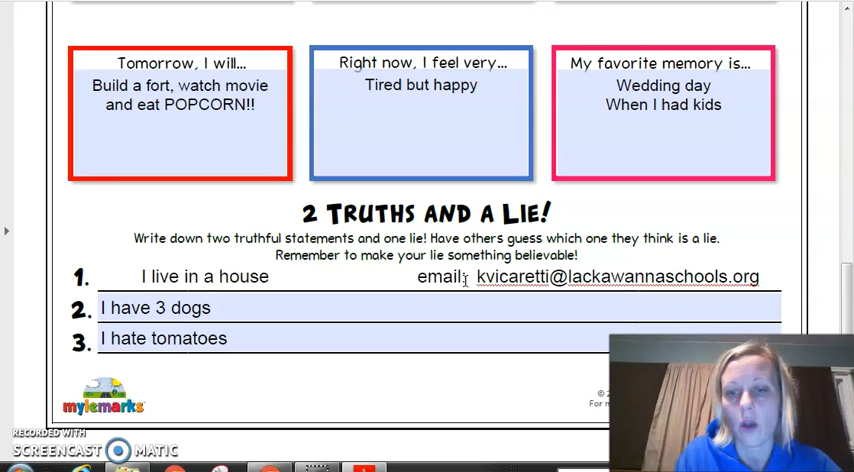 Tomorrow, I will...
Build a fort, watch movie
and eat POPCORN!!
Right now, I feel very...
Tired but happy
My favorite memory is...
Wedding day
When I had kids
2 TRUTHS AND A LIE!
Write down two truthful statements and one lie! Have others guess which one they think is a lie.
Remember to make your lie something believable!
1. I live in a house email: kvicaretti@lackawannaschools.org
2. I have 3 dogs
3. I hate tomatoes
mylemarks
© 2
For m
RECORDED WITH
SCREENCAST MATIC